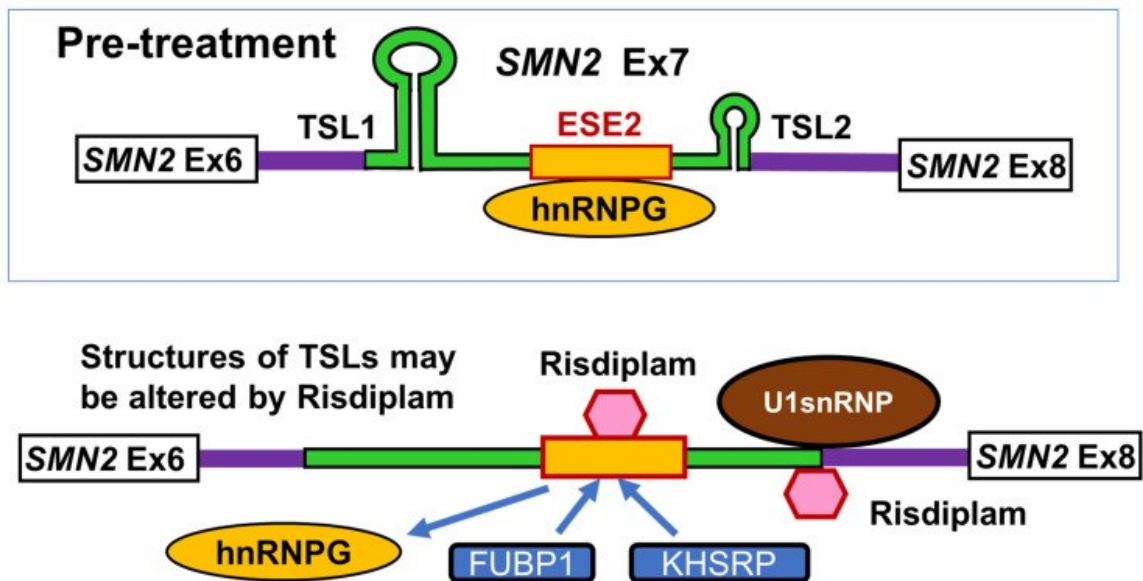 Pre-treatment
SMN2 Ex7
TSL1
ESE2
TSL2
SMN2 Ex6
SMN2 Ex8
hnRNPG
Structures of TSLs may
be altered by Risdiplam
Risdiplam
U1snRNP
SMN2 Ex6
SMN2 Ex8
Risdiplam
hnRNPG
FUBP1
KHSRP